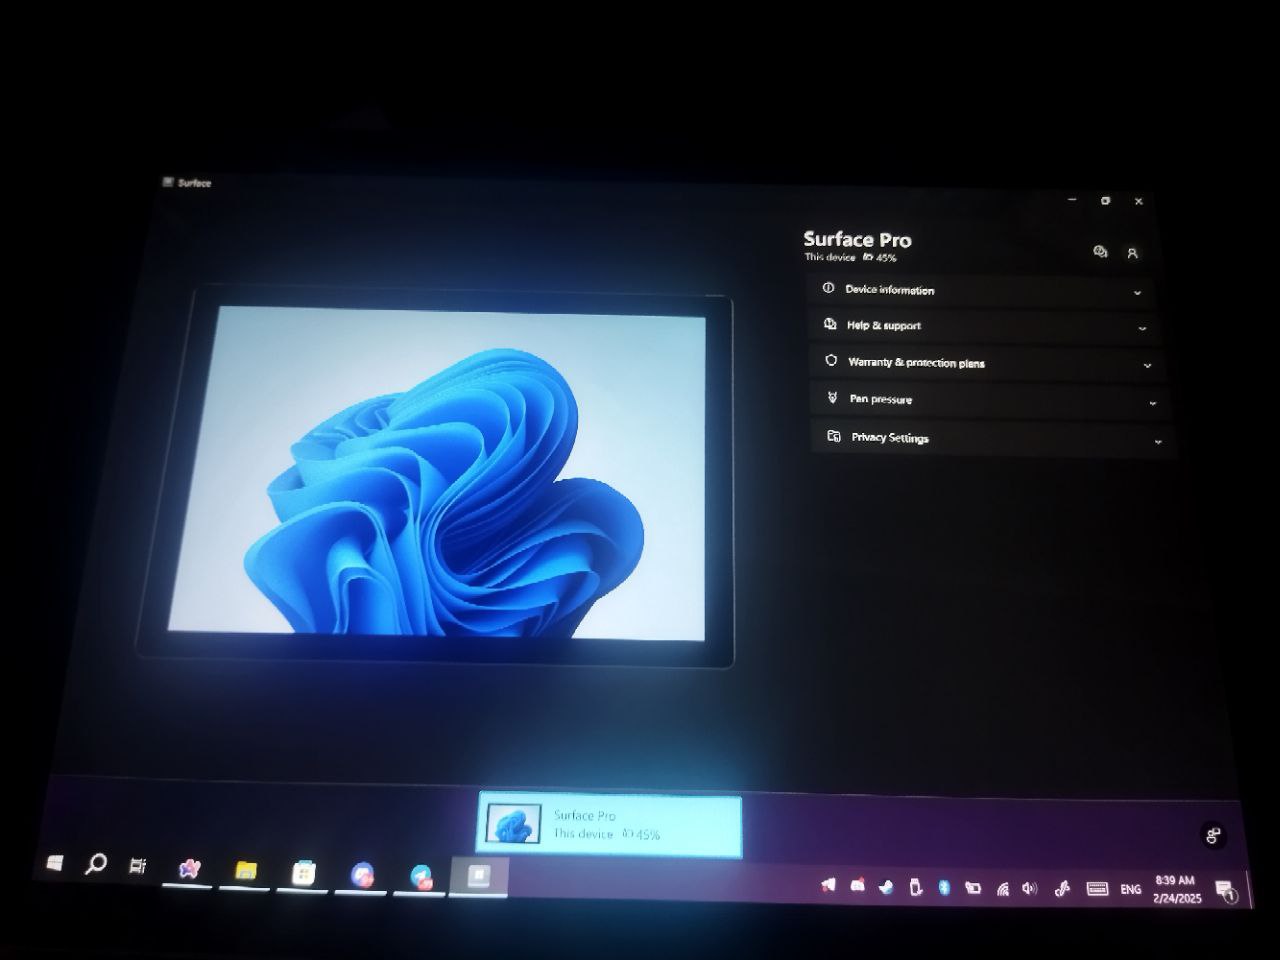 Surface
Surface Pro
This device 45%
Device information
Help & support
Warranty & protection plans
Pen pressure
Privacy Settings
Surface Pro
This device 45%
ENG
8:39 AM
2/24/2025
1